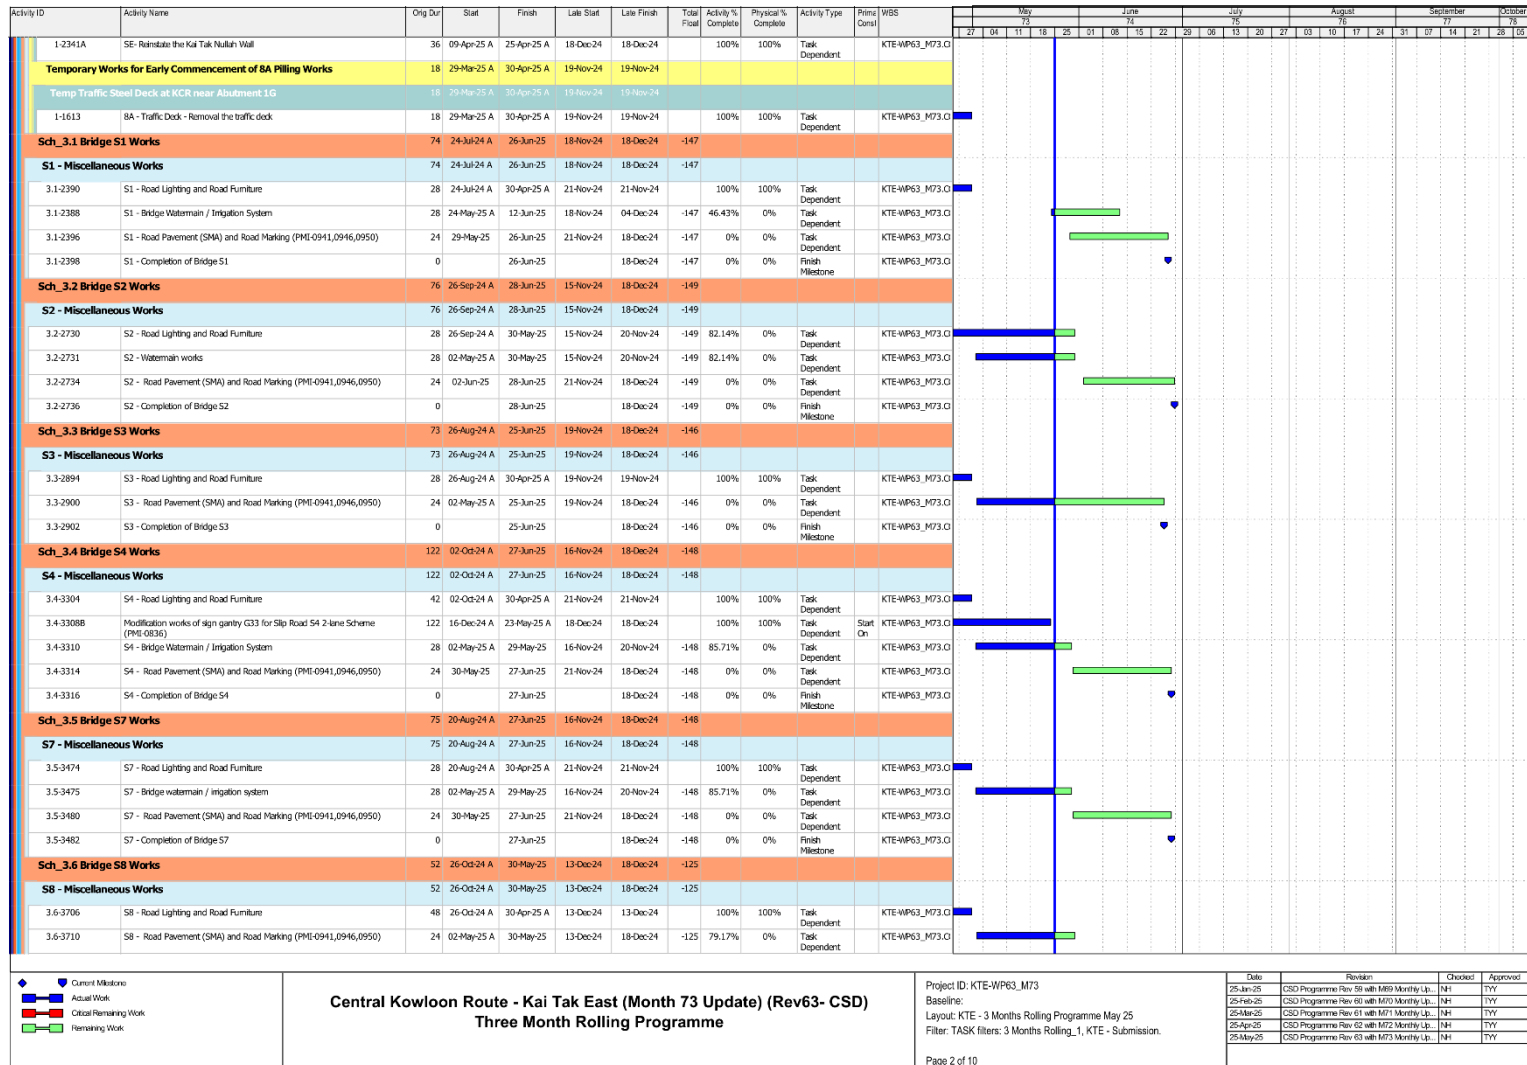 Activity ID Activity Name Orig Dur Start Finish Late Start Late Finish Total Float Activity % Complete Physical % Complete Activity Type Prima Const WBS May June July August September October
73 74 75 76 77 78
27 04 11 18 25 01 08 15 22 29 06 13 20 27 03 10 17 24 31 07 14 21 28 05
1-2341A SE- Reinstate the Kai Tak Nullah Wall 36 09-Apr-25 A 25-Apr-25 A 18-Dec-24 18-Dec-24 100% 100% Task Dependent KTE-WP63_M73.CI
Temporary Works for Early Commencement of 8A Pilling Works 18 29-Mar-25 A 30-Apr-25 A 19-Nov-24 19-Nov-24
Temp Traffic Steel Deck at KCR near Abutment 1G 18 29-Mar-25 A 30-Apr-25 A 19-Nov-24 19-Nov-24
1-1613 8A - Traffic Deck - Removal the traffic deck 18 29-Mar-25 A 30-Apr-25 A 19-Nov-24 19-Nov-24 100% 100% Task Dependent KTE-WP63_M73.CI
Sch_3.1 Bridge S1 Works 74 24-Jul-24 A 26-Jun-25 18-Nov-24 18-Dec-24 -147
S1 - Miscellaneous Works 74 24-Jul-24 A 26-Jun-25 18-Nov-24 18-Dec-24 -147
3.1-2390 S1 - Road Lighting and Road Furniture 28 24-Jul-24 A 30-Apr-25 A 21-Nov-24 21-Nov-24 100% 100% Task Dependent KTE-WP63_M73.CI
3.1-2388 S1 - Bridge Watermain / Irrigation System 28 24-May-25 A 12-Jun-25 18-Nov-24 04-Dec-24 -147 46.43% 0% Task Dependent KTE-WP63_M73.CI
3.1-2396 S1 - Road Pavement (SMA) and Road Marking (PMI-0941,0946,0950) 24 29-May-25 26-Jun-25 21-Nov-24 18-Dec-24 -147 0% 0% Task Dependent KTE-WP63_M73.CI
3.1-2398 S1 - Completion of Bridge S1 0 26-Jun-25 18-Dec-24 -147 0% 0% Finish Milestone KTE-WP63_M73.CI
Sch_3.2 Bridge S2 Works 76 26-Sep-24 A 28-Jun-25 15-Nov-24 18-Dec-24 -149
S2 - Miscellaneous Works 76 26-Sep-24 A 28-Jun-25 15-Nov-24 18-Dec-24 -149
3.2-2730 S2 - Road Lighting and Road Furniture 28 26-Sep-24 A 30-May-25 15-Nov-24 20-Nov-24 -149 82.14% 0% Task Dependent KTE-WP63_M73.CI
3.2-2731 S2 - Watermain works 28 02-May-25 A 30-May-25 15-Nov-24 20-Nov-24 -149 82.14% 0% Task Dependent KTE-WP63_M73.CI
3.2-2734 S2 - Road Pavement (SMA) and Road Marking (PMI-0941,0946,0950) 24 02-Jun-25 28-Jun-25 21-Nov-24 18-Dec-24 -149 0% 0% Task Dependent KTE-WP63_M73.CI
3.2-2736 S2 - Completion of Bridge S2 0 28-Jun-25 18-Dec-24 -149 0% 0% Finish Milestone KTE-WP63_M73.CI
Sch_3.3 Bridge S3 Works 73 26-Aug-24 A 25-Jun-25 19-Nov-24 18-Dec-24 -146
S3 - Miscellaneous Works 73 26-Aug-24 A 25-Jun-25 19-Nov-24 18-Dec-24 -146
3.3-2894 S3 - Road Lighting and Road Furniture 28 26-Aug-24 A 30-Apr-25 A 19-Nov-24 19-Nov-24 100% 100% Task Dependent KTE-WP63_M73.CI
3.3-2900 S3 - Road Pavement (SMA) and Road Marking (PMI-0941,0946,0950) 24 02-May-25 A 25-Jun-25 19-Nov-24 18-Dec-24 -146 0% 0% Task Dependent KTE-WP63_M73.CI
3.3-2902 S3 - Completion of Bridge S3 0 25-Jun-25 18-Dec-24 -146 0% 0% Finish Milestone KTE-WP63_M73.CI
Sch_3.4 Bridge S4 Works 122 02-Oct-24 A 27-Jun-25 16-Nov-24 18-Dec-24 -148
S4 - Miscellaneous Works 122 02-Oct-24 A 27-Jun-25 16-Nov-24 18-Dec-24 -148
3.4-3304 S4 - Road Lighting and Road Furniture 42 02-Oct-24 A 30-Apr-25 A 21-Nov-24 21-Nov-24 100% 100% Task Dependent KTE-WP63_M73.CI
3.4-3308B Modification works of sign gantry G33 for Slip Road S4 2-lane Scheme (PMI-0836) 122 16-Dec-24 A 23-May-25 A 18-Dec-24 18-Dec-24 100% 100% Task Dependent Start On KTE-WP63_M73.CI
3.4-3310 S4 - Bridge Watermain / Irrigation System 28 02-May-25 A 29-May-25 16-Nov-24 20-Nov-24 -148 85.71% 0% Task Dependent KTE-WP63_M73.CI
3.4-3314 S4 - Road Pavement (SMA) and Road Marking (PMI-0941,0946,0950) 24 30-May-25 27-Jun-25 21-Nov-24 18-Dec-24 -148 0% 0% Task Dependent KTE-WP63_M73.CI
3.4-3316 S4 - Completion of Bridge S4 0 27-Jun-25 18-Dec-24 -148 0% 0% Finish Milestone KTE-WP63_M73.CI
Sch_3.5 Bridge S7 Works 75 20-Aug-24 A 27-Jun-25 16-Nov-24 18-Dec-24 -148
S7 - Miscellaneous Works 75 20-Aug-24 A 27-Jun-25 16-Nov-24 18-Dec-24 -148
3.5-3474 S7 - Road Lighting and Road Furniture 28 20-Aug-24 A 30-Apr-25 A 21-Nov-24 21-Nov-24 100% 100% Task Dependent KTE-WP63_M73.CI
3.5-3475 S7 - Bridge watermain / irrigation system 28 02-May-25 A 29-May-25 16-Nov-24 20-Nov-24 -148 85.71% 0% Task Dependent KTE-WP63_M73.CI
3.5-3480 S7 - Road Pavement (SMA) and Road Marking (PMI-0941,0946,0950) 24 30-May-25 27-Jun-25 21-Nov-24 18-Dec-24 -148 0% 0% Task Dependent KTE-WP63_M73.CI
3.5-3482 S7 - Completion of Bridge S7 0 27-Jun-25 18-Dec-24 -148 0% 0% Finish Milestone KTE-WP63_M73.CI
Sch_3.6 Bridge S8 Works 52 26-Oct-24 A 30-May-25 13-Dec-24 18-Dec-24 -125
S8 - Miscellaneous Works 52 26-Oct-24 A 30-May-25 13-Dec-24 18-Dec-24 -125
3.6-3706 S8 - Road Lighting and Road Furniture 48 26-Oct-24 A 30-Apr-25 A 13-Dec-24 13-Dec-24 100% 100% Task Dependent KTE-WP63_M73.CI
3.6-3710 S8 - Road Pavement (SMA) and Road Marking (PMI-0941,0946,0950) 24 02-May-25 A 30-May-25 13-Dec-24 18-Dec-24 -125 79.17% 0% Task Dependent KTE-WP63_M73.CI
Current Milestone
Actual Work
Critical Remaining Work
Remaining Work
Central Kowloon Route - Kai Tak East (Month 73 Update) (Rev63- CSD)
Three Month Rolling Programme
Project ID: KTE-WP63_M73
Baseline:
Layout: KTE - 3 Months Rolling Programme May 25
Filter: TASK filters: 3 Months Rolling_1, KTE - Submission.
Page 2 of 10
Date Revision Checked Approved
25-Jan-25 CSD Programme Rev 59 with M69 Monthly Up... NH TYY
25-Feb-25 CSD Programme Rev 60 with M70 Monthly Up... NH TYY
25-Mar-25 CSD Programme Rev 61 with M71 Monthly Up... NH TYY
25-Apr-25 CSD Programme Rev 62 with M72 Monthly Up... NH TYY
25-May-25 CSD Programme Rev 63 with M73 Monthly Up... NH TYY